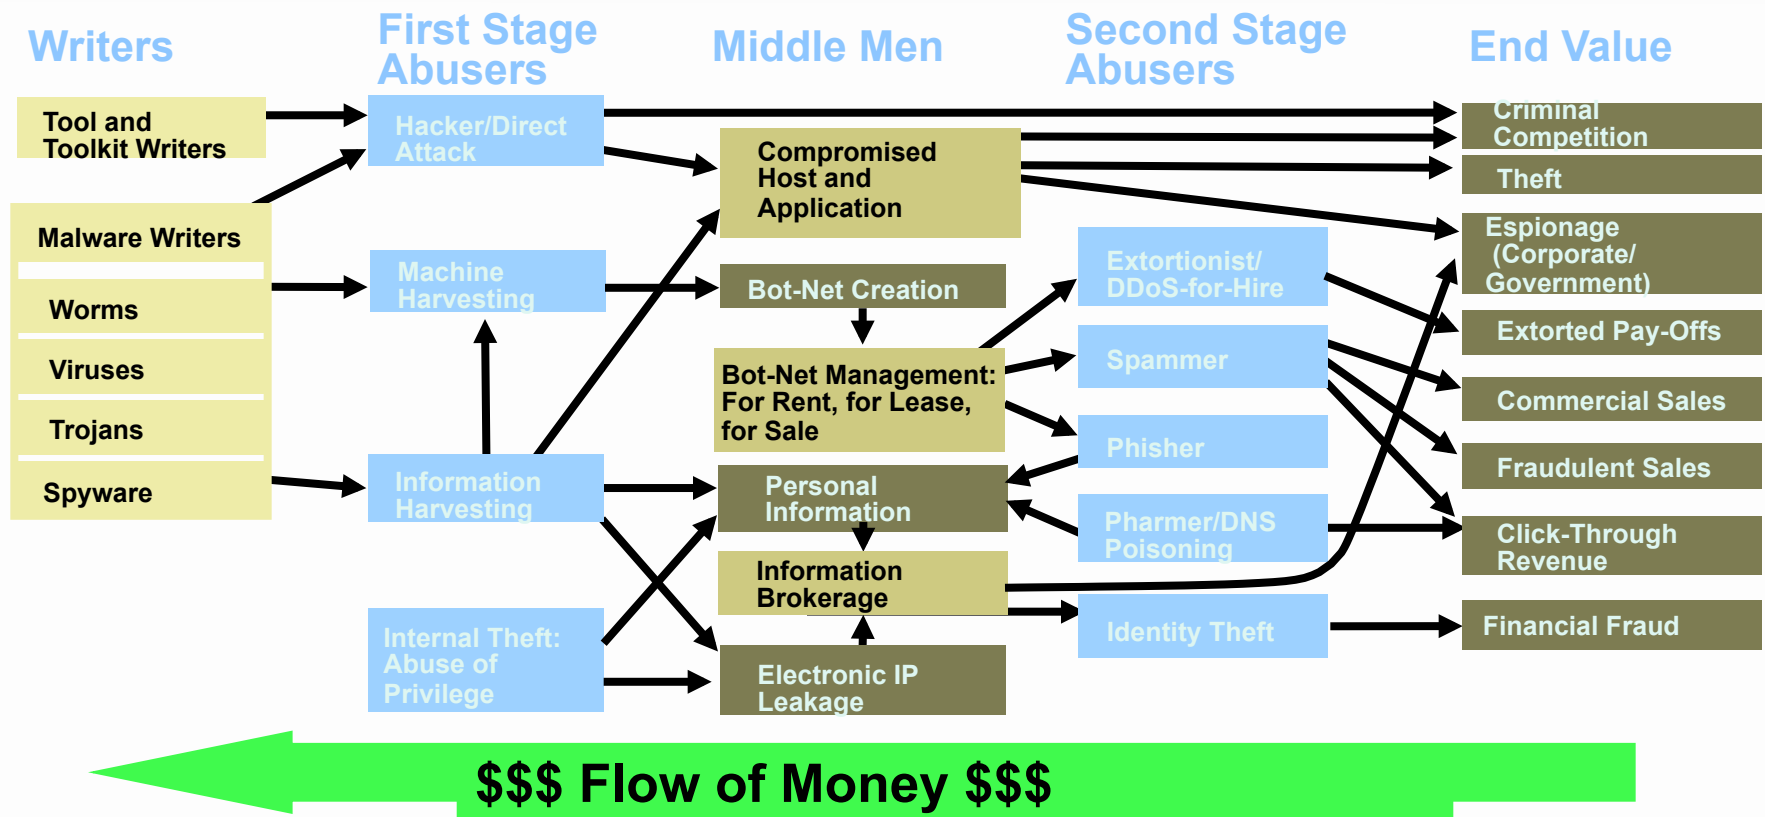 Writers
First Stage
Abusers
Middle Men
Second Stage
Abusers
End Value
Tool and
Toolkit Writers
Malware Writers
Worms
Viruses
Trojans
Spyware
Hacker/Direct
Attack
Machine
Harvesting
Information
Harvesting
Internal Theft:
Abuse of
Privilege
Compromised
Host and
Application
Bot-Net Creation
Bot-Net Management:
For Rent, for Lease,
for Sale
Personal
Information
Information
Brokerage
Electronic IP
Leakage
Extortionist/
DDoS-for-Hire
Spammer
Phisher
Pharmer/DNS
Poisoning
Identity Theft
Criminal
Competition
Theft
Espionage
(Corporate/
Government)
Extorted Pay-Offs
Commercial Sales
Fraudulent Sales
Click-Through
Revenue
Financial Fraud
$$$ Flow of Money $$$